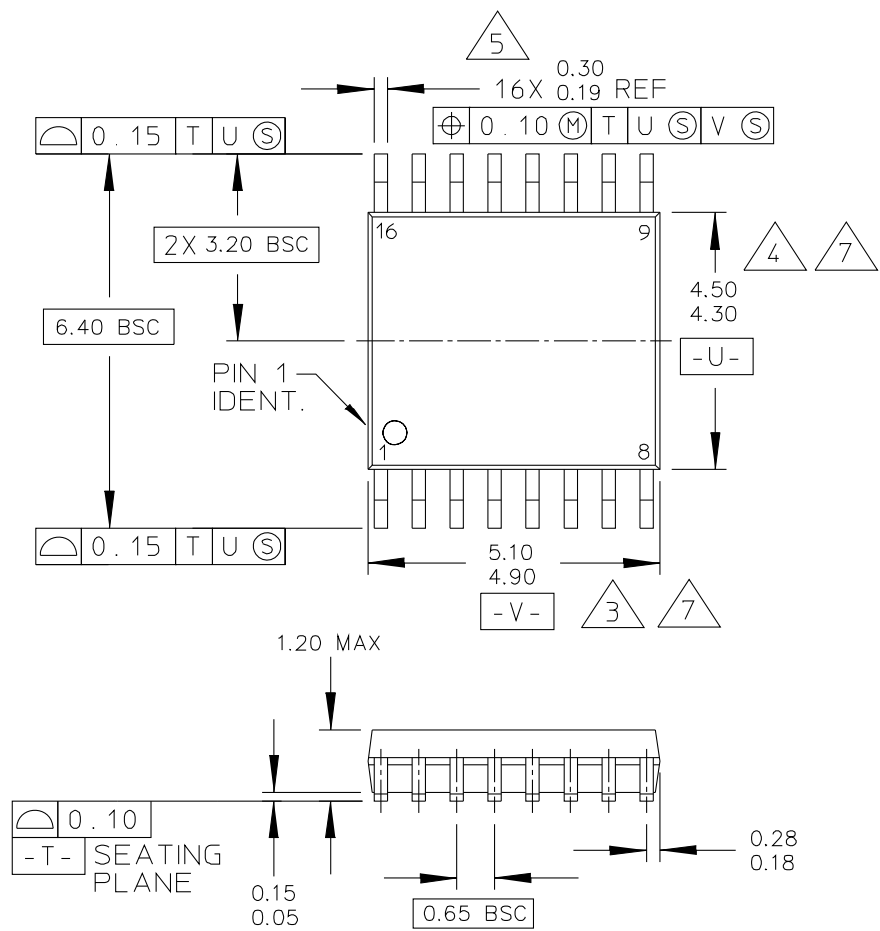 5
16X 0.30
0.19 REF
⌖ 0.10 Ⓜ T U Ⓢ V Ⓢ
⌓ 0.15 T U Ⓢ
16
9
4
7
2X 3.20 BSC
4.50
4.30
6.40 BSC
-U-
PIN 1
IDENT.
1
8
⌓ 0.15 T U Ⓢ
5.10
4.90
-V-
3
7
1.20 MAX
⌓ 0.10
-T- SEATING
PLANE
0.28
0.18
0.15
0.05
0.65 BSC